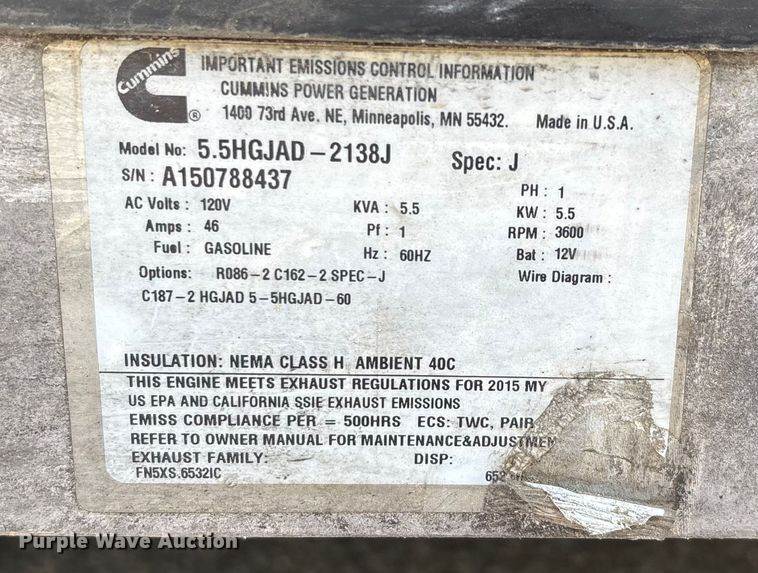 Cummins ®
IMPORTANT EMISSIONS CONTROL INFORMATION
CUMMINS POWER GENERATION
1400 73rd Ave. NE, Minneapolis, MN 55432. Made in U.S.A.
Model No: 5.5HGJAD-2138J Spec: J
S/N: A150788437
PH : 1
AC Volts : 120V KVA : 5.5 KW : 5.5
Amps : 46 Pf : 1 RPM : 3600
Fuel : GASOLINE Hz : 60HZ Bat : 12V
Options: R086-2 C162-2 SPEC-J Wire Diagram :
C187-2 HGJAD 5-5HGJAD-60
INSULATION: NEMA CLASS H AMBIENT 40C
THIS ENGINE MEETS EXHAUST REGULATIONS FOR 2015 MY
US EPA AND CALIFORNIA SSIE EXHAUST EMISSIONS
EMISS COMPLIANCE PER = 500HRS ECS: TWC, PAIR
REFER TO OWNER MANUAL FOR MAINTENANCE&ADJUSTMEN
EXHAUST FAMILY: DISP:
FN5XS.6532IC
Purple Wave Auction